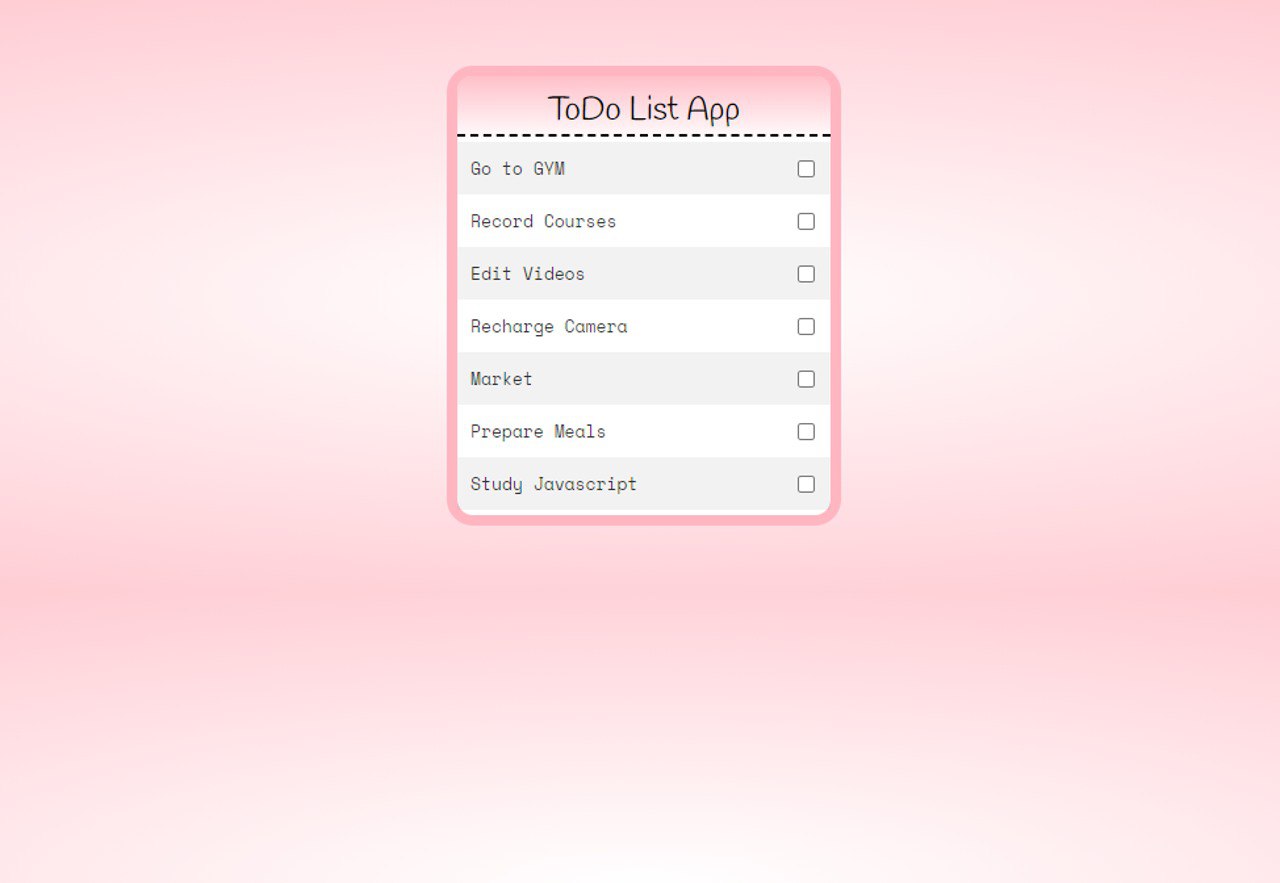 ToDo List App
Go to GYM
Record Courses
Edit Videos
Recharge Camera
Market
Prepare Meals
Study Javascript